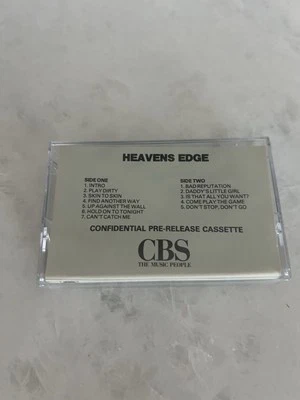 HEAVENS EDGE
SIDE ONE
1. INTRO
2. PLAY DIRTY
3. SKIN TO SKIN
4. FIND ANOTHER WAY
5. UP AGAINST THE WALL
6. HOLD ON TO TONIGHT
7. CAN'T CATCH ME
SIDE TWO
1. BAD REPUTATION
2. DADDY'S LITTLE GIRL
3. IS THAT ALL YOU WANT?
4. COME PLAY THE GAME
5. DON'T STOP, DON'T GO
CONFIDENTIAL PRE-RELEASE CASSETTE
CBS
THE MUSIC PEOPLE